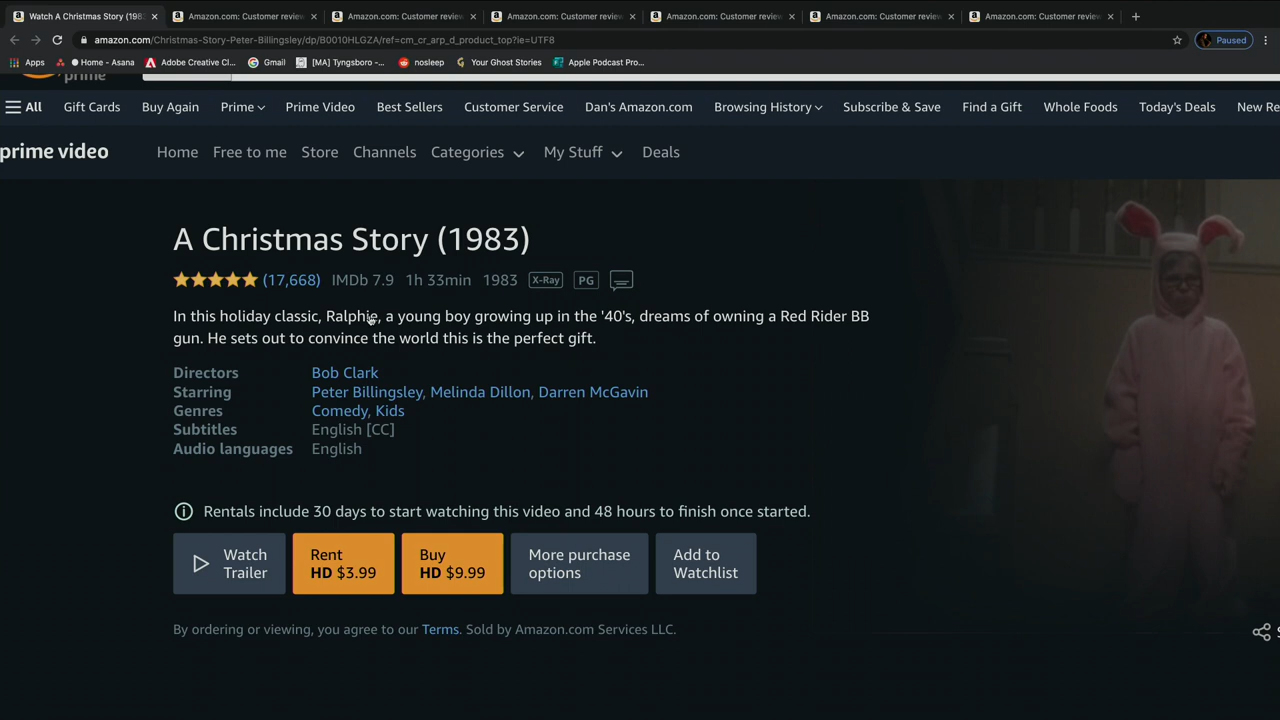 Watch A Christmas Story (198
Amazon.com: Customer review
Amazon.com: Customer review
Amazon.com: Customer review
Amazon.com: Customer review
Amazon.com: Customer review
Amazon.com: Customer review
amazon.com/Christmas-Story-Peter-Billingsley/dp/B0010HLGZA/ref=cm_cr_arp_d_product_top?ie=UTF8
Paused
Apps
Home - Asana
Adobe Creative Cl...
Gmail
[MA] Tyngsboro -...
nosleep
Your Ghost Stories
Apple Podcast Pro...
prime
All
Gift Cards
Buy Again
Prime
Prime Video
Best Sellers
Customer Service
Dan's Amazon.com
Browsing History
Subscribe & Save
Find a Gift
Whole Foods
Today's Deals
New Re
prime video
Home
Free to me
Store
Channels
Categories
My Stuff
Deals
A Christmas Story (1983)
(17,668) IMDb 7.9 1h 33min 1983 X-Ray PG
In this holiday classic, Ralphie, a young boy growing up in the '40's, dreams of owning a Red Rider BB
gun. He sets out to convince the world this is the perfect gift.
Directors Bob Clark
Starring Peter Billingsley, Melinda Dillon, Darren McGavin
Genres Comedy, Kids
Subtitles English [CC]
Audio languages English
Rentals include 30 days to start watching this video and 48 hours to finish once started.
Watch
Trailer
Rent
HD $3.99
Buy
HD $9.99
More purchase
options
Add to
Watchlist
By ordering or viewing, you agree to our Terms. Sold by Amazon.com Services LLC.